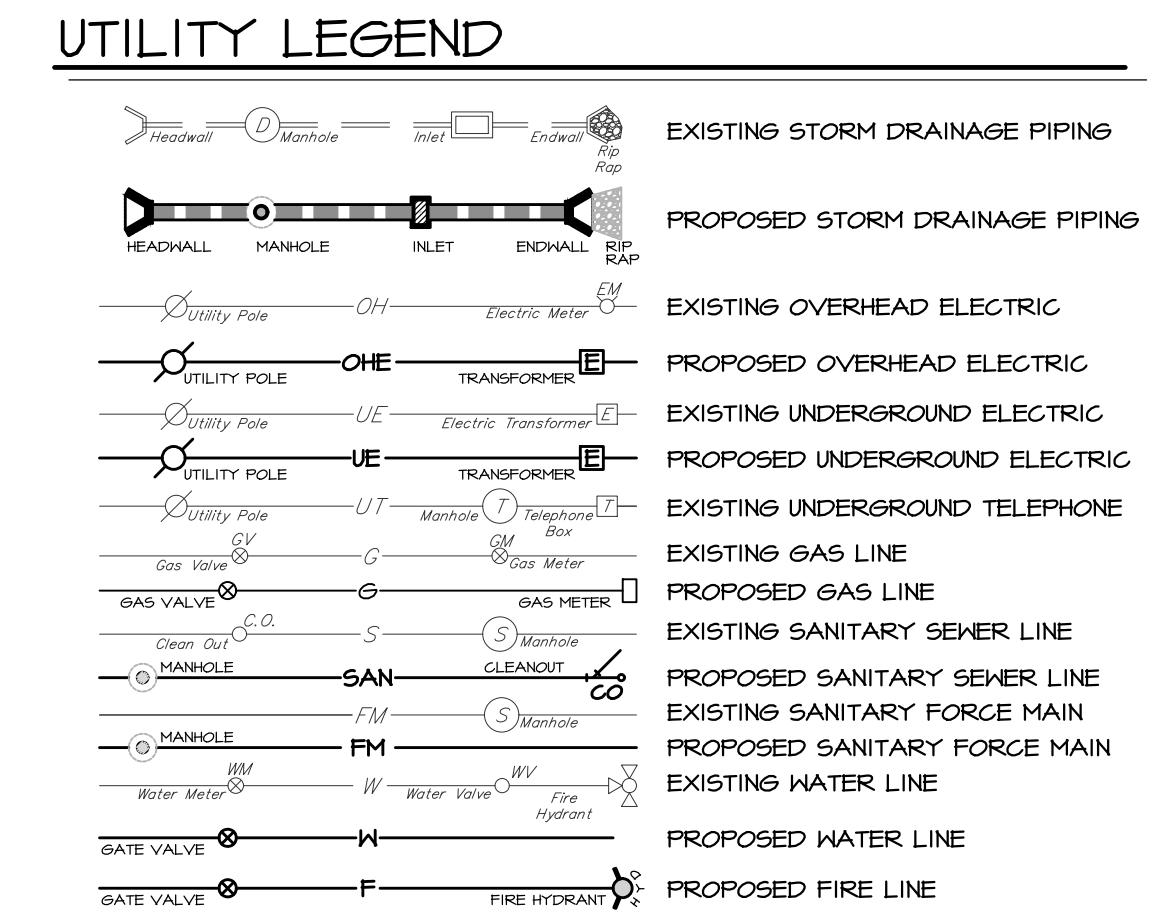 UTILITY LEGEND
Headwall D Manhole Inlet Endwall Rip Rap EXISTING STORM DRAINAGE PIPING
HEADWALL MANHOLE INLET ENDWALL RIP RAP PROPOSED STORM DRAINAGE PIPING
Utility Pole OH Electric Meter EM EXISTING OVERHEAD ELECTRIC
UTILITY POLE OHE TRANSFORMER E PROPOSED OVERHEAD ELECTRIC
Utility Pole UE Electric Transformer E EXISTING UNDERGROUND ELECTRIC
UTILITY POLE UE TRANSFORMER E PROPOSED UNDERGROUND ELECTRIC
Utility Pole UT Manhole T Telephone Box T EXISTING UNDERGROUND TELEPHONE
Gas Valve GV G GM Gas Meter EXISTING GAS LINE
GAS VALVE G GAS METER PROPOSED GAS LINE
Clean Out C.O. S S Manhole EXISTING SANITARY SEWER LINE
MANHOLE SAN CLEANOUT CO PROPOSED SANITARY SEWER LINE
FM S Manhole EXISTING SANITARY FORCE MAIN
MANHOLE FM PROPOSED SANITARY FORCE MAIN
Water Meter WM W Water Valve WV Fire Hydrant EXISTING WATER LINE
GATE VALVE W PROPOSED WATER LINE
GATE VALVE F FIRE HYDRANT HYD PROPOSED FIRE LINE